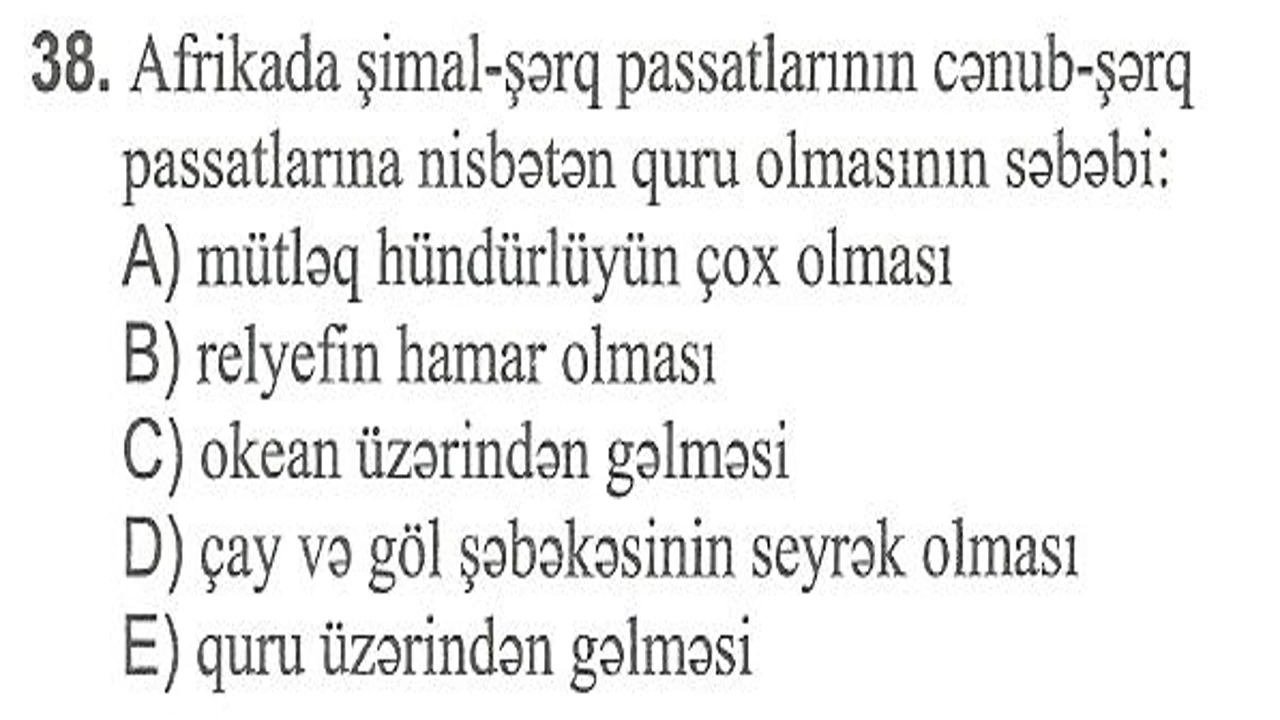 38. Afrikada şimal-şərq passatlarının cənub-şərq
passatlarına nisbətən quru olmasının səbəbi:
A) mütləq hündürlüyün çox olması
B) relyefin hamar olması
C) okean üzərindən gəlməsi
D) çay və göl şəbəkəsinin seyrək olması
E) quru üzərindən gəlməsi